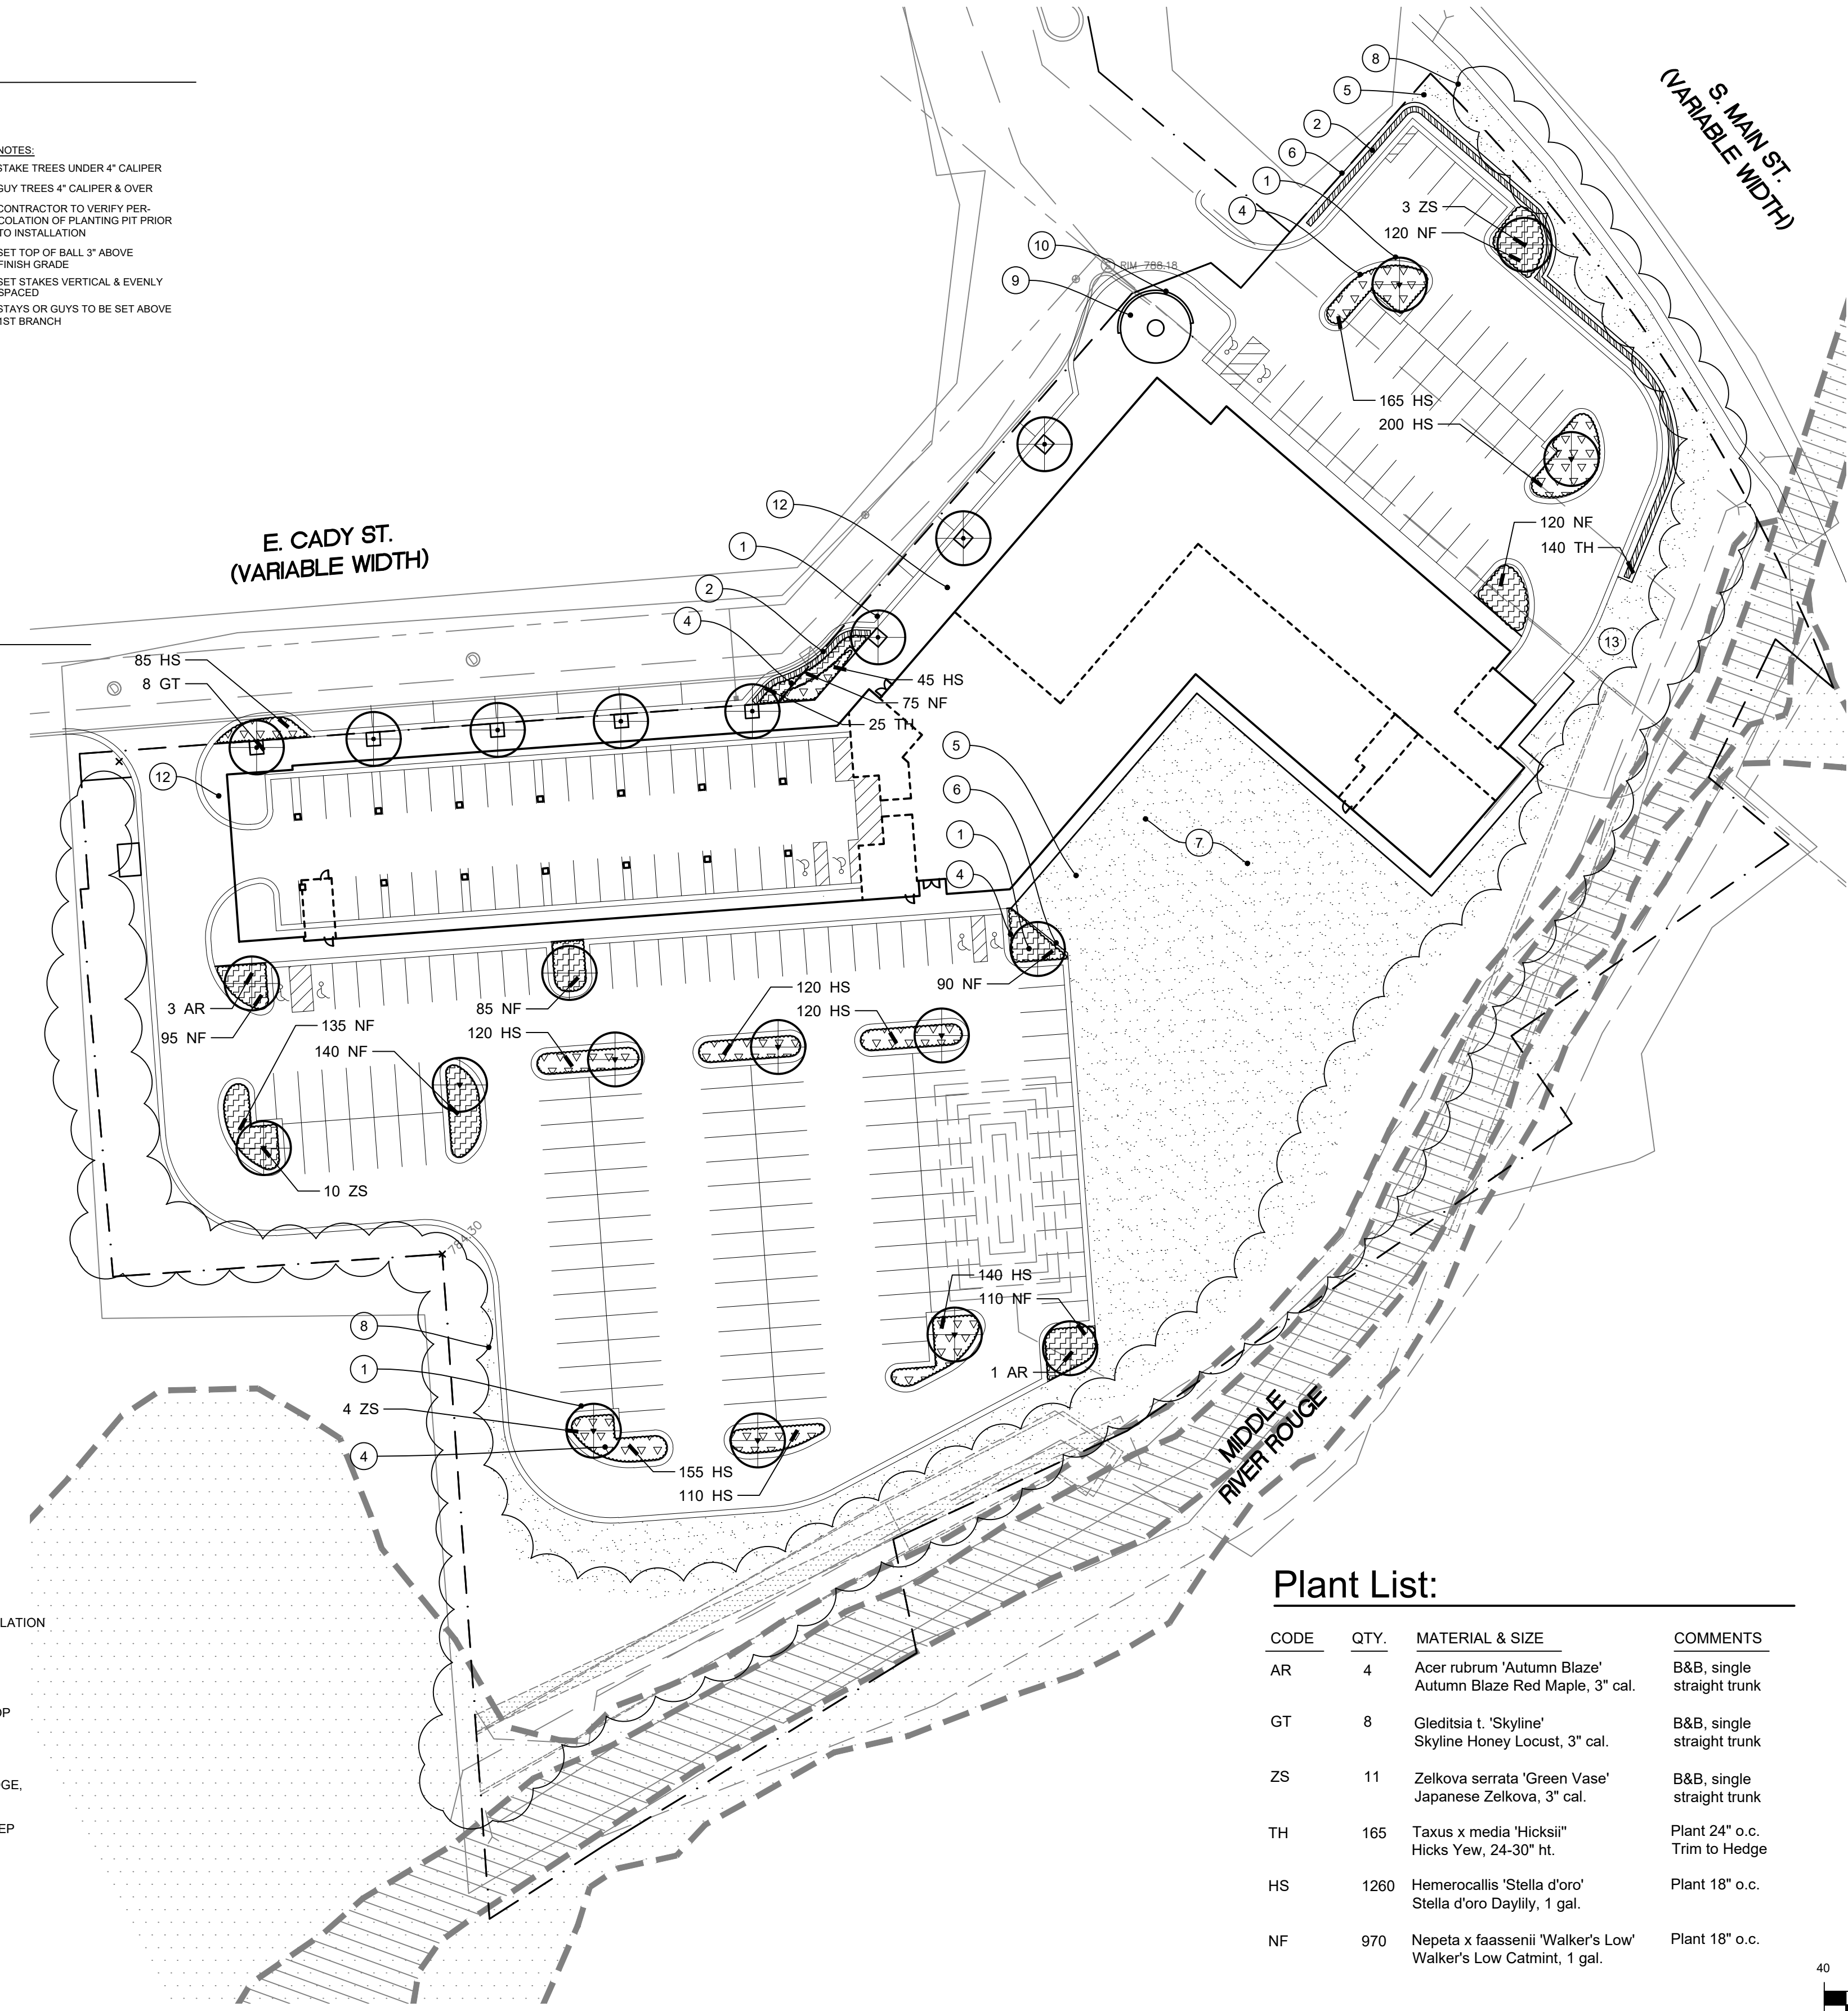 NOTES:
STAKE TREES UNDER 4" CALIPER
GUY TREES 4" CALIPER & OVER
CONTRACTOR TO VERIFY PER-
COLATION OF PLANTING PIT PRIOR
TO INSTALLATION
SET TOP OF BALL 3" ABOVE
FINISH GRADE
SET STAKES VERTICAL & EVENLY
SPACED
STAYS OR GUYS TO BE SET ABOVE
1ST BRANCH
S. MAIN ST.
(VARIABLE WIDTH)
8
5
2
6
1
4
3 ZS
120 NF
10
RIM 786.18
9
165 HS
200 HS
120 NF
140 TH
13
E. CADY ST.
(VARIABLE WIDTH)
12
1
2
4
D
D
85 HS
8 GT
45 HS
75 NF
25 TH
12
5
6
1
4
7
3 AR
95 NF
85 NF
90 NF
135 NF
140 NF
120 HS
120 HS
120 HS
10 ZS
784.30
140 HS
110 NF
1 AR
8
1
4 ZS
4
155 HS
110 HS
MIDDLE
RIVER ROUGE
LATION
OP
GE,
EP
Plant List:
CODE QTY. MATERIAL & SIZE COMMENTS
AR 4 Acer rubrum 'Autumn Blaze' B&B, single
Autumn Blaze Red Maple, 3" cal. straight trunk
GT 8 Gleditsia t. 'Skyline' B&B, single
Skyline Honey Locust, 3" cal. straight trunk
ZS 11 Zelkova serrata 'Green Vase' B&B, single
Japanese Zelkova, 3" cal. straight trunk
TH 165 Taxus x media 'Hicksii" Plant 24" o.c.
Hicks Yew, 24-30" ht. Trim to Hedge
HS 1260 Hemerocallis 'Stella d'oro' Plant 18" o.c.
Stella d'oro Daylily, 1 gal.
NF 970 Nepeta x faassenii 'Walker's Low' Plant 18" o.c.
Walker's Low Catmint, 1 gal.
40